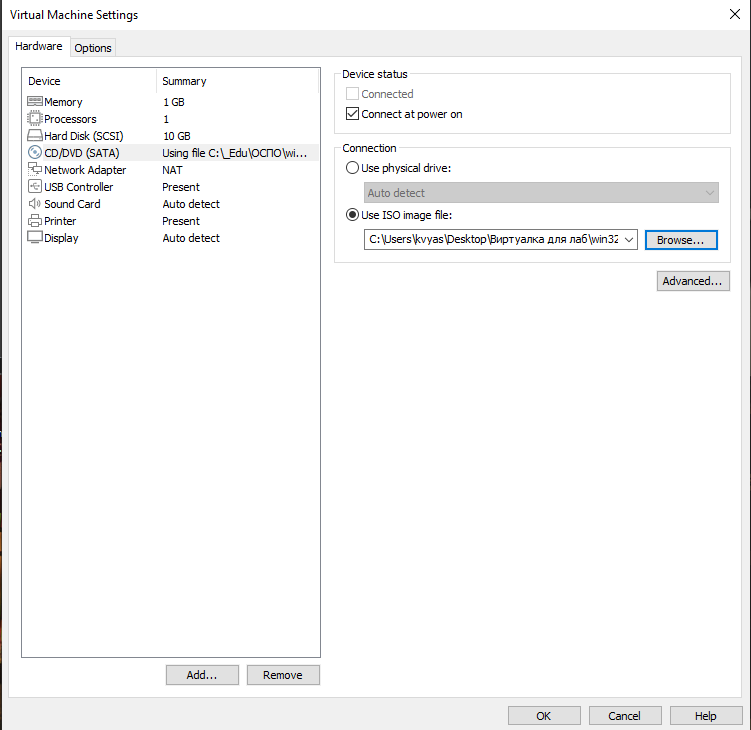 Virtual Machine Settings
Hardware
Options
Device Summary
Memory 1 GB
Processors 1
Hard Disk (SCSI) 10 GB
CD/DVD (SATA) Using file C:\_Edu\ОСПО\wi...
Network Adapter NAT
USB Controller Present
Sound Card Auto detect
Printer Present
Display Auto detect
Add...
Remove
Device status
Connected
Connect at power on
Connection
Use physical drive:
Auto detect
Use ISO image file:
C:\Users\kvyas\Desktop\Виртуалка для лаб\win32
Browse...
Advanced...
OK
Cancel
Help